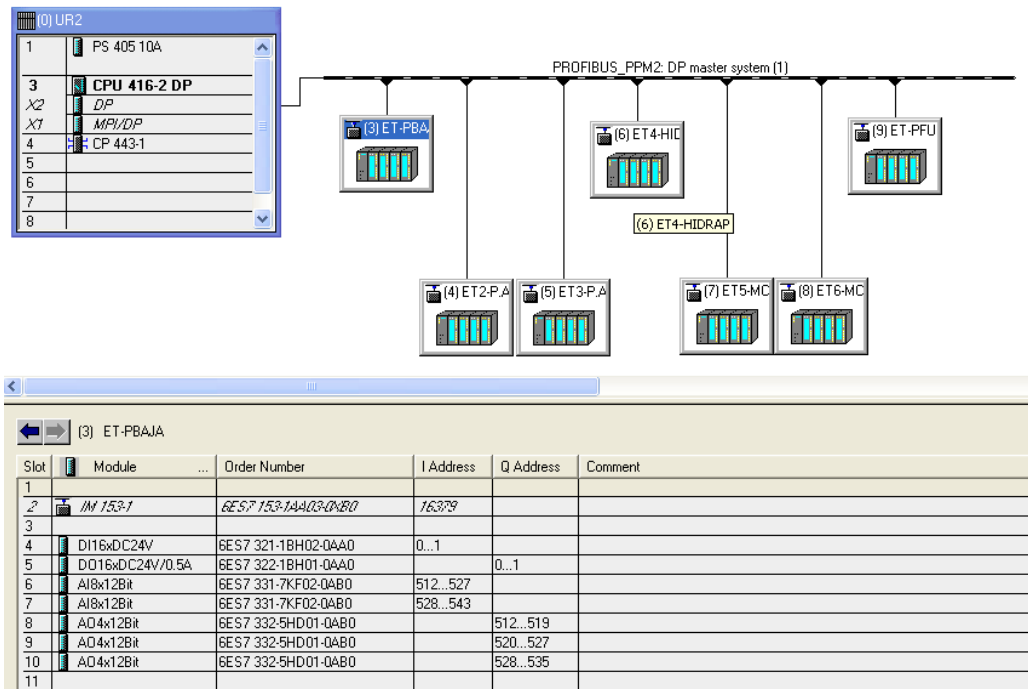 (0) UR2
1 PS 405 10A
3 CPU 416-2 DP
X2 DP
X1 MPI/DP
4 CP 443-1
5
6
7
8
PROFIBUS_PPM2: DP master system (1)
(3) ET-PBA
(6) ET4-HID
(9) ET-PFU
(6) ET4-HIDRAP
(4) ET2-P.A
(5) ET3-P.A
(7) ET5-MC
(8) ET6-MC
(3) ET-PBAJA
Slot Module ... Order Number I Address Q Address Comment
1
2 IM 153-1 6ES7 153-1AA03-0XB0 16379
3
4 DI16xDC24V 6ES7 321-1BH02-0AA0 0...1
5 DO16xDC24V/0.5A 6ES7 322-1BH01-0AA0 0...1
6 AI8x12Bit 6ES7 331-7KF02-0AB0 512...527
7 AI8x12Bit 6ES7 331-7KF02-0AB0 528...543
8 AO4x12Bit 6ES7 332-5HD01-0AB0 512...519
9 AO4x12Bit 6ES7 332-5HD01-0AB0 520...527
10 AO4x12Bit 6ES7 332-5HD01-0AB0 528...535
11